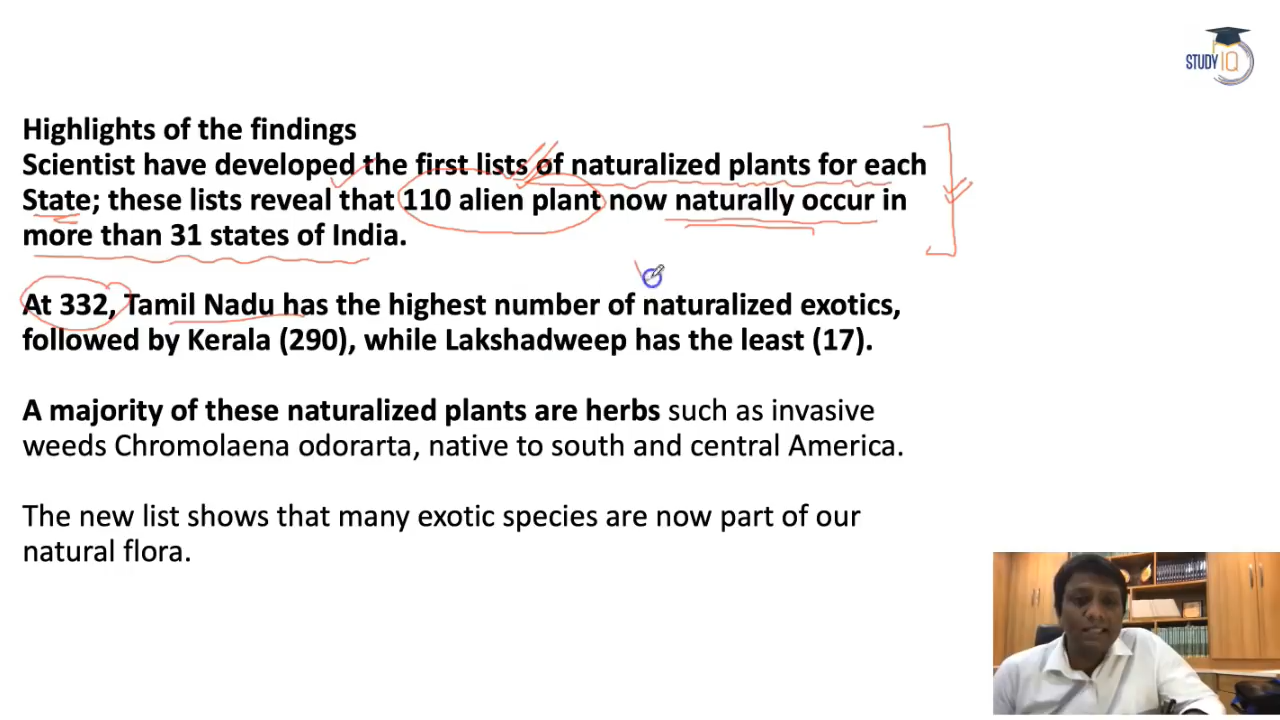 STUDY IQ
Highlights of the findings
Scientist have developed the first lists of naturalized plants for each
State; these lists reveal that 110 alien plant now naturally occur in
more than 31 states of India.
At 332, Tamil Nadu has the highest number of naturalized exotics,
followed by Kerala (290), while Lakshadweep has the least (17).
A majority of these naturalized plants are herbs such as invasive
weeds Chromolaena odorarta, native to south and central America.
The new list shows that many exotic species are now part of our
natural flora.